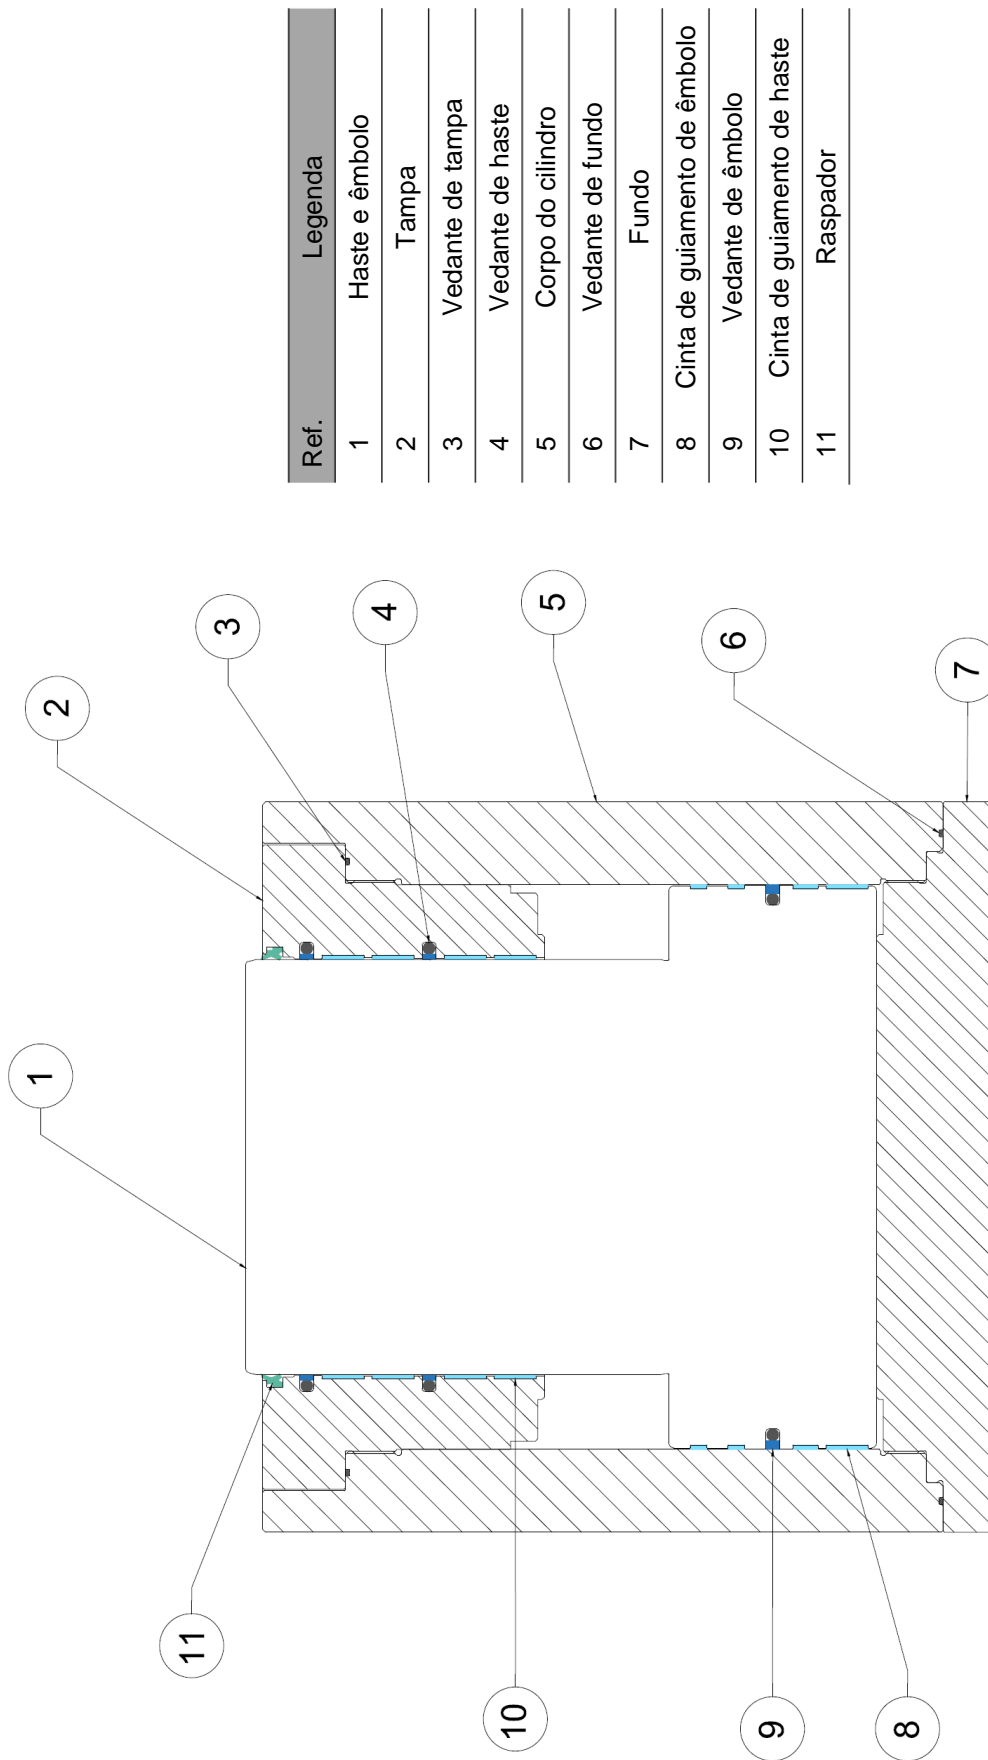 Ref. Legenda
1 Haste e êmbolo
2 Tampa
3 Vedante de tampa
4 Vedante de haste
5 Corpo do cilindro
6 Vedante de fundo
7 Fundo
8 Cinta de guiamento de êmbolo
9 Vedante de êmbolo
10 Cinta de guiamento de haste
11 Raspador
1
2
3
4
5
6
7
8
9
10
11